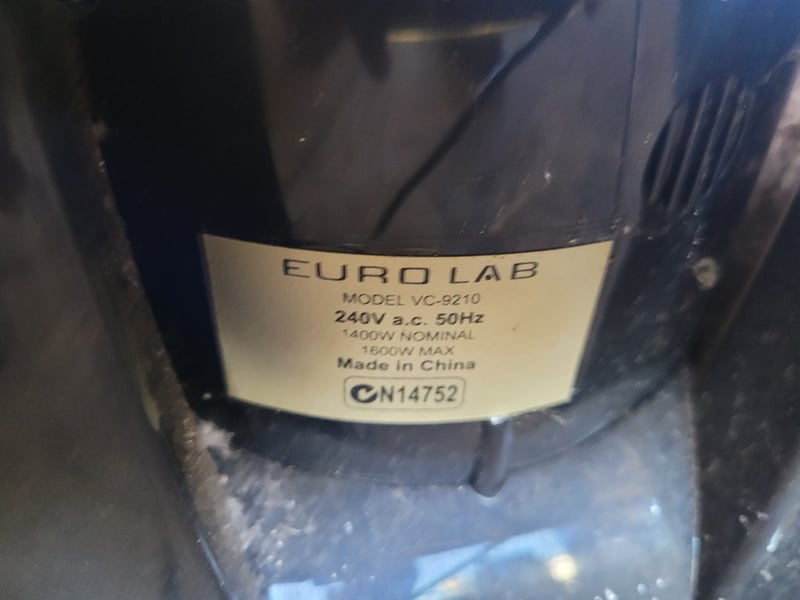 EURO LAB
MODEL VC-9210
240V a.c. 50Hz
1400W NOMINAL
1600W MAX
Made in China
N14752